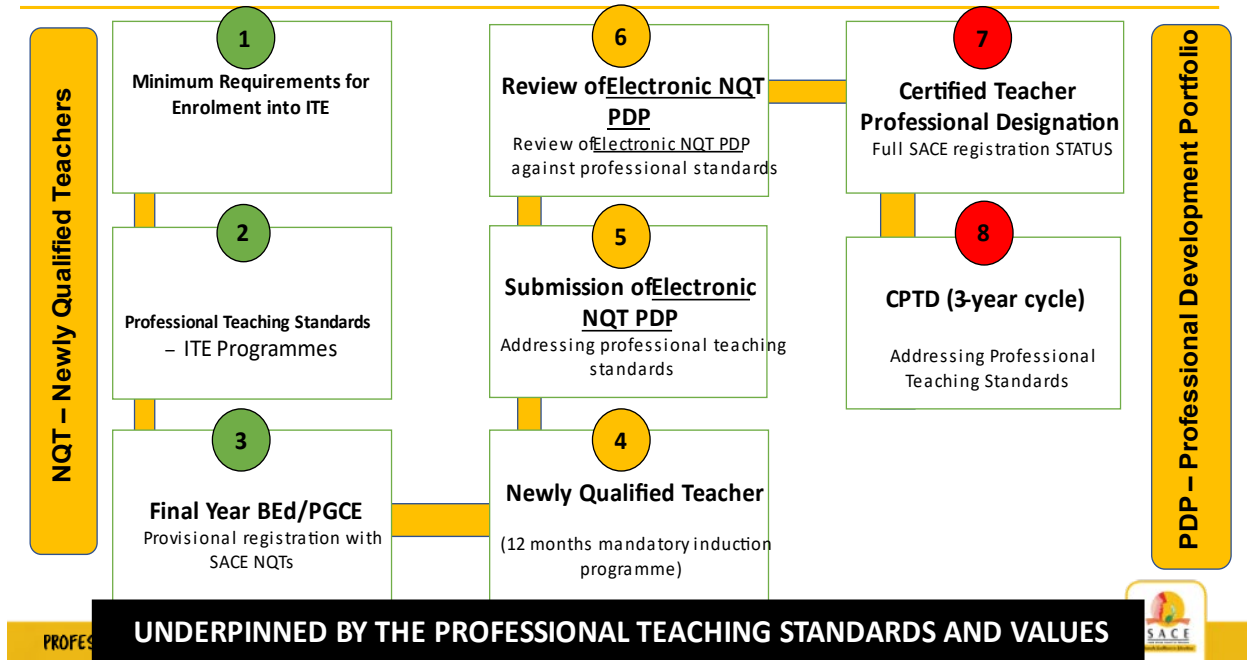 NQT – Newly Qualified Teachers
1
Minimum Requirements for
Enrolment into ITE
2
Professional Teaching Standards
– ITE Programmes
3
Final Year BEd/PGCE
Provisional registration with
SACE NQTs
4
Newly Qualified Teacher
(12 months mandatory induction
programme)
5
Submission of Electronic
NQT PDP
Addressing professional teaching
standards
6
Review of Electronic NQT
PDP
Review of Electronic NQT PDP
against professional standards
7
Certified Teacher
Professional Designation
Full SACE registration STATUS
8
CPTD (3-year cycle)
Addressing Professional
Teaching Standards
PDP – Professional Development Portfolio
PROFES
UNDERPINNED BY THE PROFESSIONAL TEACHING STANDARDS AND VALUES
SACE